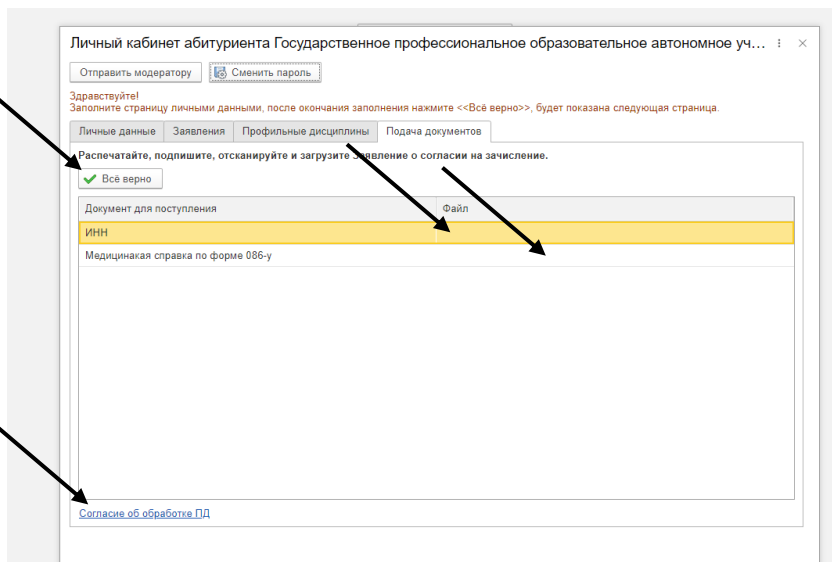 Личный кабинет абитуриента Государственное профессиональное образовательное автономное уч...
Отправить модератору Сменить пароль
Здравствуйте!
Заполните страницу личными данными, после окончания заполнения нажмите <<Всё верно>>, будет показана следующая страница.
Личные данные Заявления Профильные дисциплины Подача документов
Распечатайте, подпишите, отсканируйте и загрузите Заявление о согласии на зачисление.
Всё верно
Документ для поступления Файл
ИНН
Медицинакая справка по форме 086-у
Согласие об обработке ПД